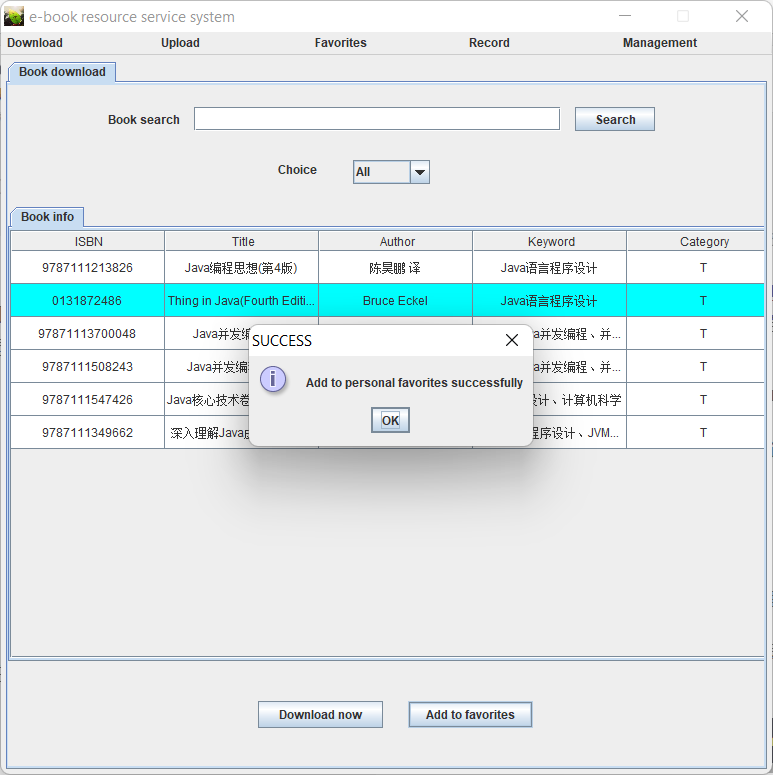 e-book resource service system
Download Upload Favorites Record Management
Book download
Book search Search
Choice All
Book info
ISBN Title Author Keyword Category
9787111213826 Java编程思想(第4版) 陈昊鹏 译 Java语言程序设计 T
0131872486 Thing in Java(Fourth Editi... Bruce Eckel Java语言程序设计 T
97871113700048 Java并发编 a并发编程、并... T
9787111508243 Java并发编 a并发编程、并... T
9787111547426 Java核心技术卷 设计、计算机科学 T
9787111349662 深入理解Java 程序设计、JVM... T
SUCCESS
Add to personal favorites successfully
OK
Download now Add to favorites